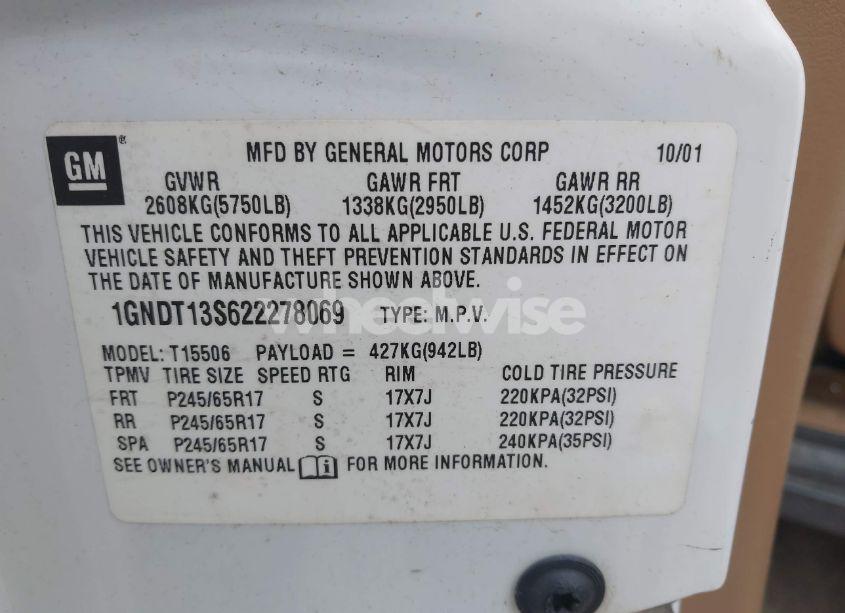 GM ®
MFD BY GENERAL MOTORS CORP 10/01
GVWR GAWR FRT GAWR RR
2608KG(5750LB) 1338KG(2950LB) 1452KG(3200LB)
THIS VEHICLE CONFORMS TO ALL APPLICABLE U.S. FEDERAL MOTOR
VEHICLE SAFETY AND THEFT PREVENTION STANDARDS IN EFFECT ON
THE DATE OF MANUFACTURE SHOWN ABOVE.
1GNDT13S622278069 TYPE: M.P.V.
wheelwise
MODEL: T15506 PAYLOAD = 427KG(942LB)
TPMV TIRE SIZE SPEED RTG RIM COLD TIRE PRESSURE
FRT P245/65R17 S 17X7J 220KPA(32PSI)
RR P245/65R17 S 17X7J 220KPA(32PSI)
SPA P245/65R17 S 17X7J 240KPA(35PSI)
SEE OWNER'S MANUAL i FOR MORE INFORMATION.